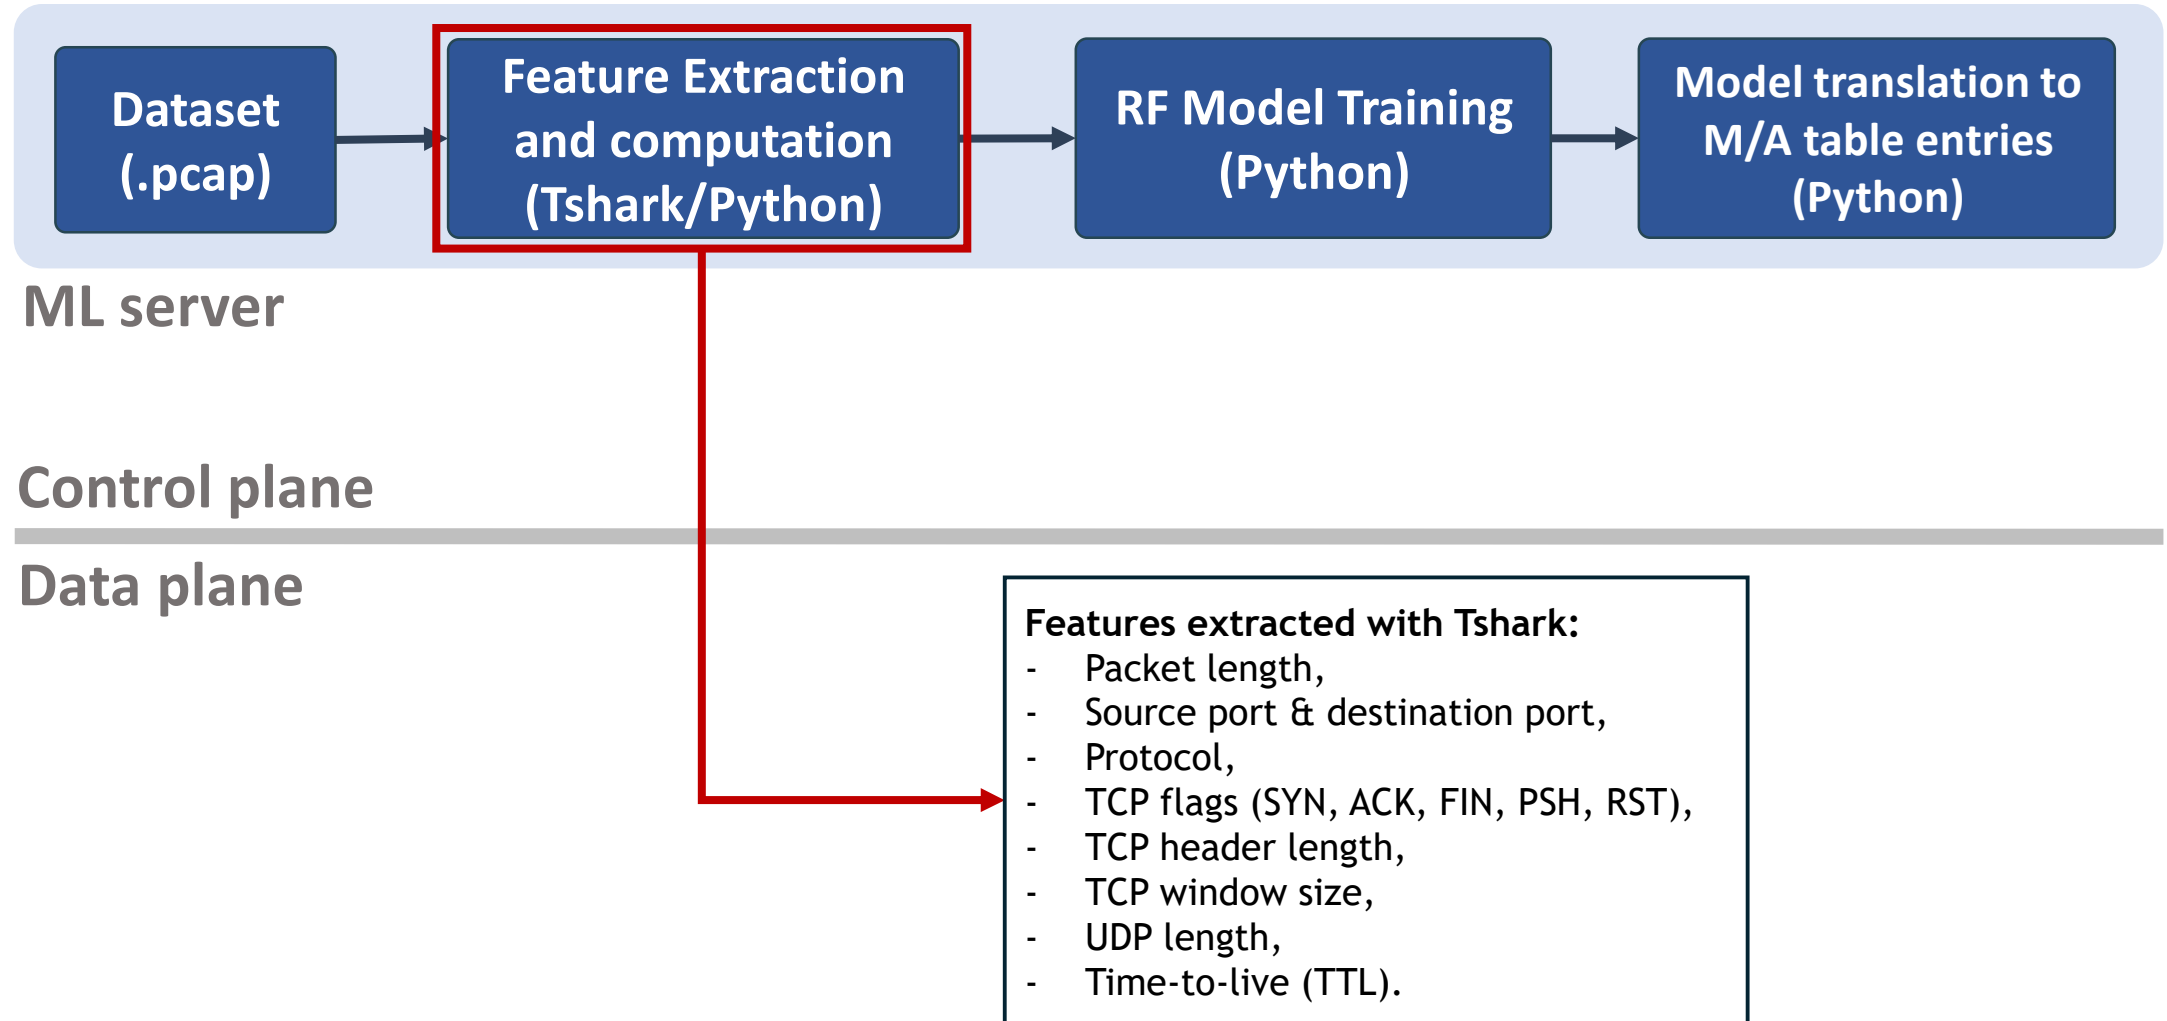 Dataset
(.pcap)
Feature Extraction
and computation
(Tshark/Python)
RF Model Training
(Python)
Model translation to
M/A table entries
(Python)
ML server
Control plane
Data plane
Features extracted with Tshark:
- Packet length,
- Source port & destination port,
- Protocol,
- TCP flags (SYN, ACK, FIN, PSH, RST),
- TCP header length,
- TCP window size,
- UDP length,
- Time-to-live (TTL).